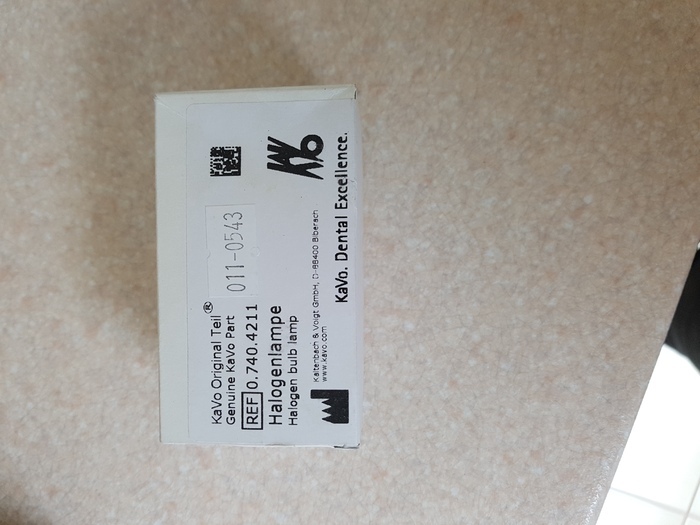 KaVo Original Teil®
Genuine KaVo Part
REF 0.740.4211
011-0543
Halogenlampe
Halogen bulb lamp
KaVo
Kaltenbach & Voigt GmbH, D-88400 Biberach
www.kavo.com
KaVo. Dental Excellence.